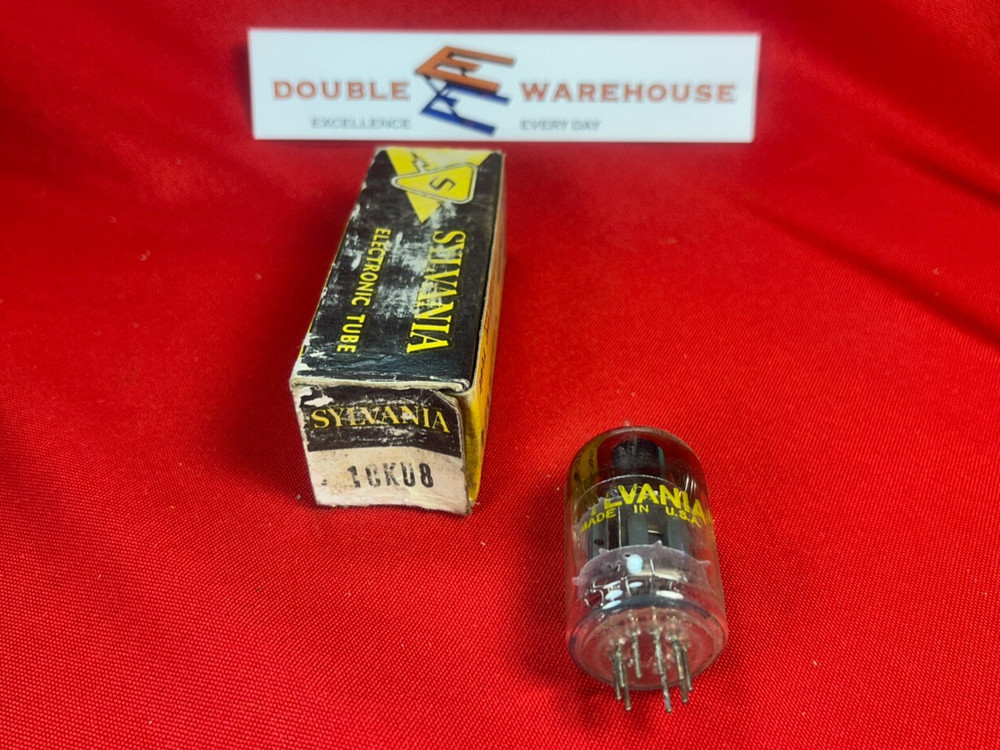 DOUBLE WAREHOUSE
EXCELLENCE EVERY DAY
S
SYLVANIA
ELECTRONIC TUBE
SYLVANIA
10KU8
SYLVANIA
MADE IN U.S.A